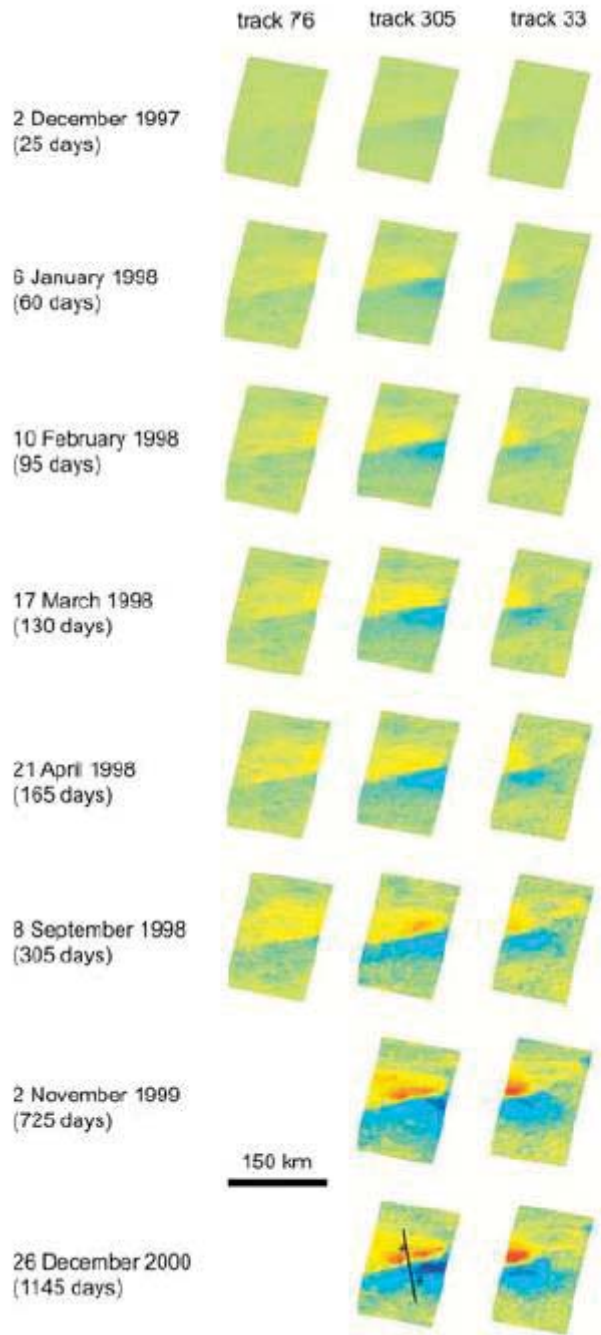 track 76 track 305 track 33
2 December 1997
(25 days)
6 January 1998
(60 days)
10 February 1998
(95 days)
17 March 1998
(130 days)
21 April 1998
(165 days)
8 September 1998
(305 days)
2 November 1999
(725 days)
150 km
26 December 2000
(1145 days)